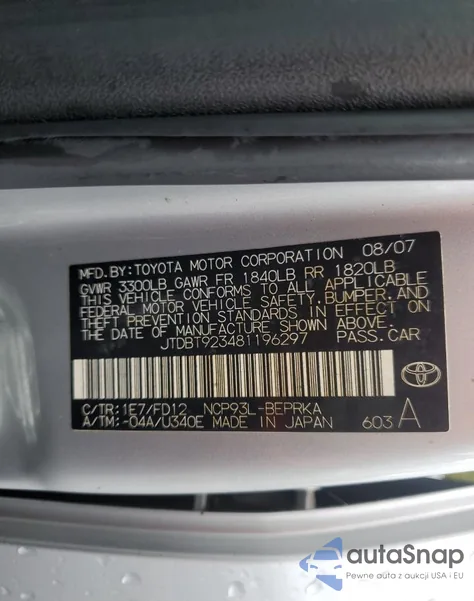 MFD.BY:TOYOTA MOTOR CORPORATION 08/07
GVWR 3300LB GAWR FR 1840LB RR 1820LB
THIS VEHICLE CONFORMS TO ALL APPLICABLE
FEDERAL MOTOR VEHICLE SAFETY, BUMPER, AND
THEFT PREVENTION STANDARDS IN EFFECT ON
THE DATE OF MANUFACTURE SHOWN ABOVE.
JTDBT923481196297 PASS.CAR
C/TR:1E7/FD12 NCP93L-BEPRKA
A/TM:-04A/U340E MADE IN JAPAN 603 A
TOYOTA
autoSnap
Pewne auta z aukcji USA i EU